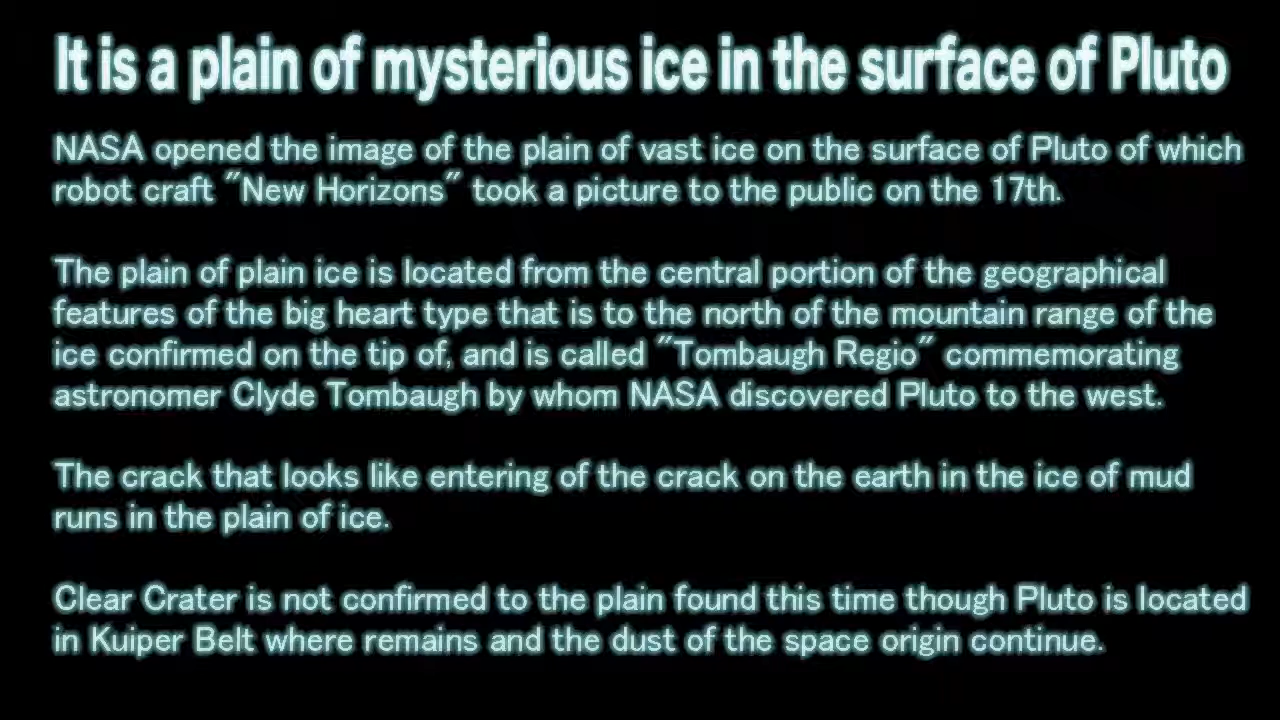 It is a plain of mysterious ice in the surface of Pluto
NASA opened the image of the plain of vast ice on the surface of Pluto of which
robot craft "New Horizons" took a picture to the public on the 17th.
The plain of plain ice is located from the central portion of the geographical
features of the big heart type that is to the north of the mountain range of the
ice confirmed on the tip of, and is called "Tombaugh Regio" commemorating
astronomer Clyde Tombaugh by whom NASA discovered Pluto to the west.
The crack that looks like entering of the crack on the earth in the ice of mud
runs in the plain of ice.
Clear Crater is not confirmed to the plain found this time though Pluto is located
in Kuiper Belt where remains and the dust of the space origin continue.